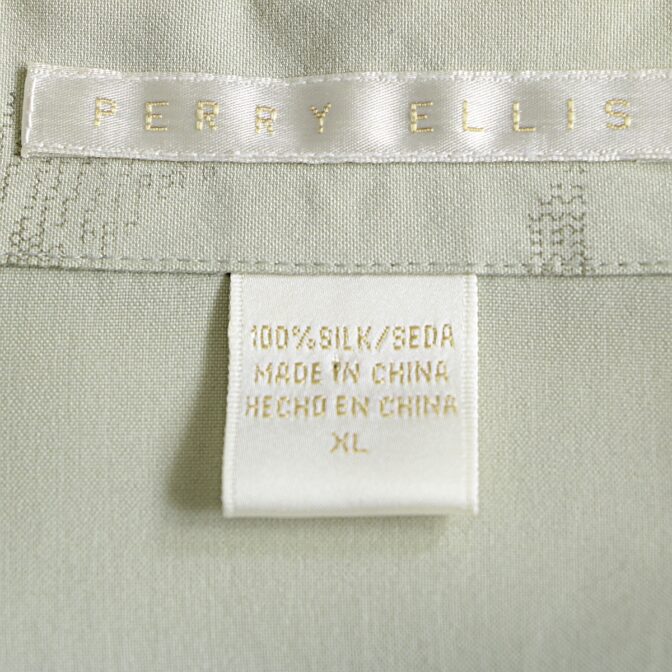 PERRY ELLIS
100% SILK/SEDA
MADE IN CHINA
HECHO EN CHINA
XL